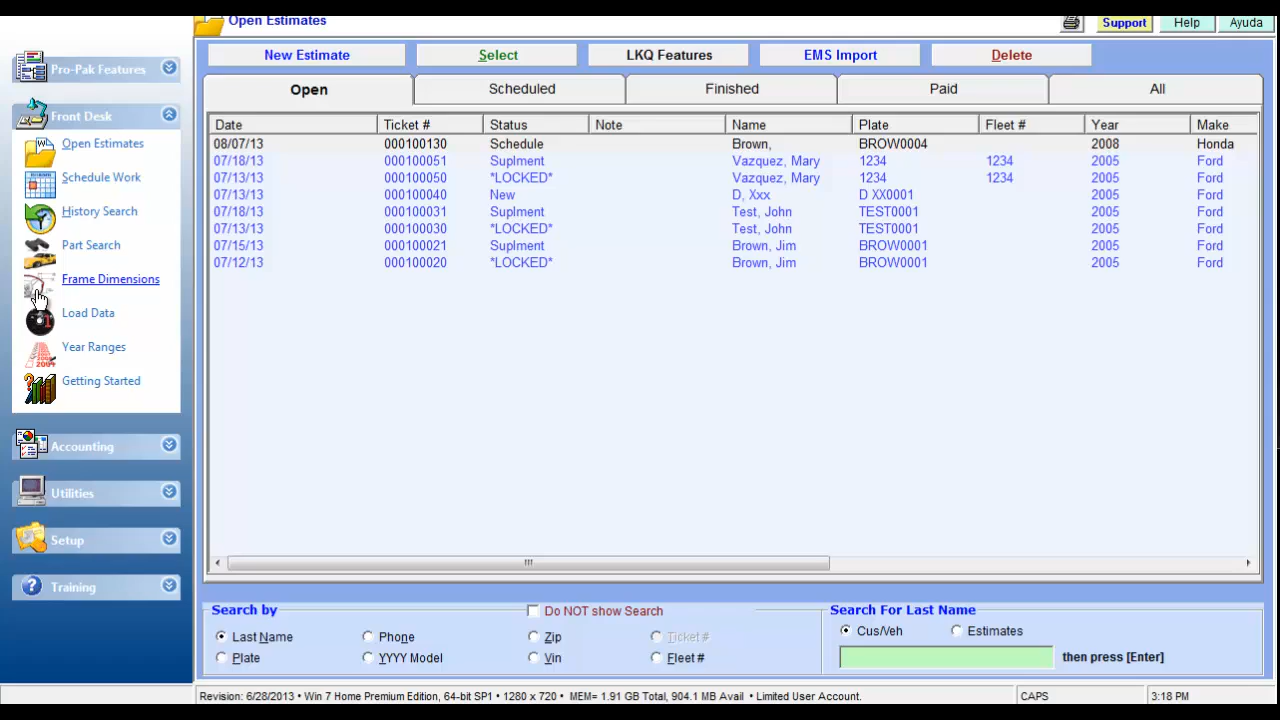 Open Estimates
Support Help Ayuda
Pro-Pak Features
Front Desk
Open Estimates
Schedule Work
History Search
Part Search
Frame Dimensions
Load Data
Year Ranges
Getting Started
Accounting
Utilities
Setup
Training
New Estimate Select LKQ Features EMS Import Delete
Open Scheduled Finished Paid All
Date Ticket # Status Note Name Plate Fleet # Year Make
08/07/13 000100130 Schedule Brown, BROW0004 2008 Honda
07/18/13 000100051 Suplment Vazquez, Mary 1234 1234 2005 Ford
07/13/13 000100050 *LOCKED* Vazquez, Mary 1234 1234 2005 Ford
07/13/13 000100040 New D, Xxx D XX0001 2005 Ford
07/18/13 000100031 Suplment Test, John TEST0001 2005 Ford
07/13/13 000100030 *LOCKED* Test, John TEST0001 2005 Ford
07/15/13 000100021 Suplment Brown, Jim BROW0001 2005 Ford
07/12/13 000100020 *LOCKED* Brown, Jim BROW0001 2005 Ford
Search by Do NOT show Search
Last Name Phone Zip Ticket #
Plate YYYY Model Vin Fleet #
Search For Last Name
Cus/Veh Estimates
then press [Enter]
Revision: 6/28/2013 • Win 7 Home Premium Edition, 64-bit SP1 • 1280 x 720 • MEM= 1.91 GB Total, 904.1 MB Avail • Limited User Account. CAPS 3:18 PM